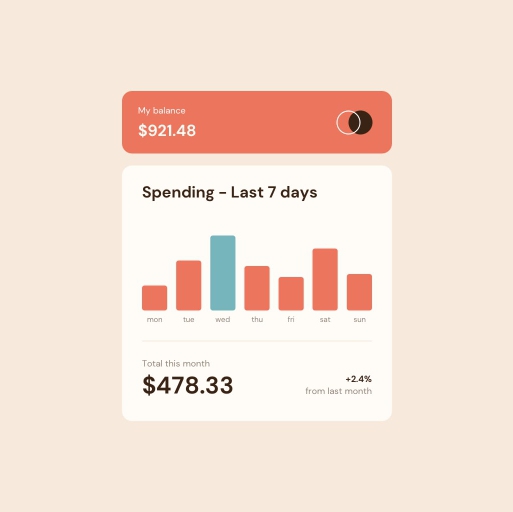 My balance
$921.48
Spending - Last 7 days
mon tue wed thu fri sat sun
Total this month
$478.33
+2.4%
from last month